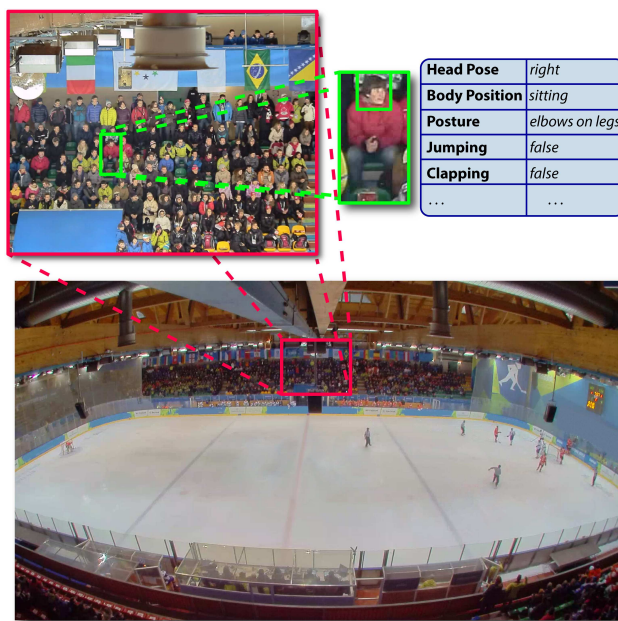 Head Pose right
Body Position sitting
Posture elbows on legs
Jumping false
Clapping false
... ...